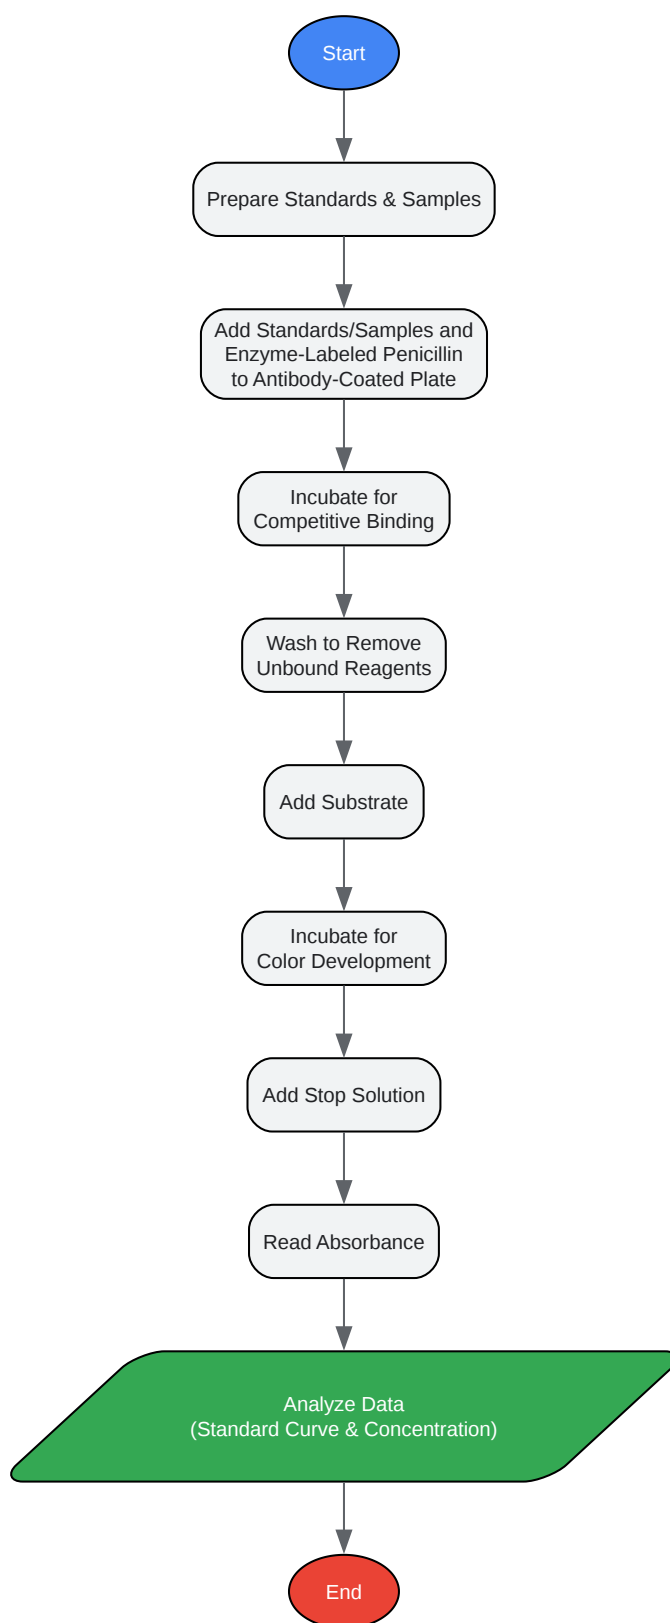 Start
Prepare Standards & Samples
Add Standards/Samples and
Enzyme-Labeled Penicillin
to Antibody-Coated Plate
Incubate for
Competitive Binding
Wash to Remove
Unbound Reagents
Add Substrate
Incubate for
Color Development
Add Stop Solution
Read Absorbance
Analyze Data
(Standard Curve & Concentration)
End